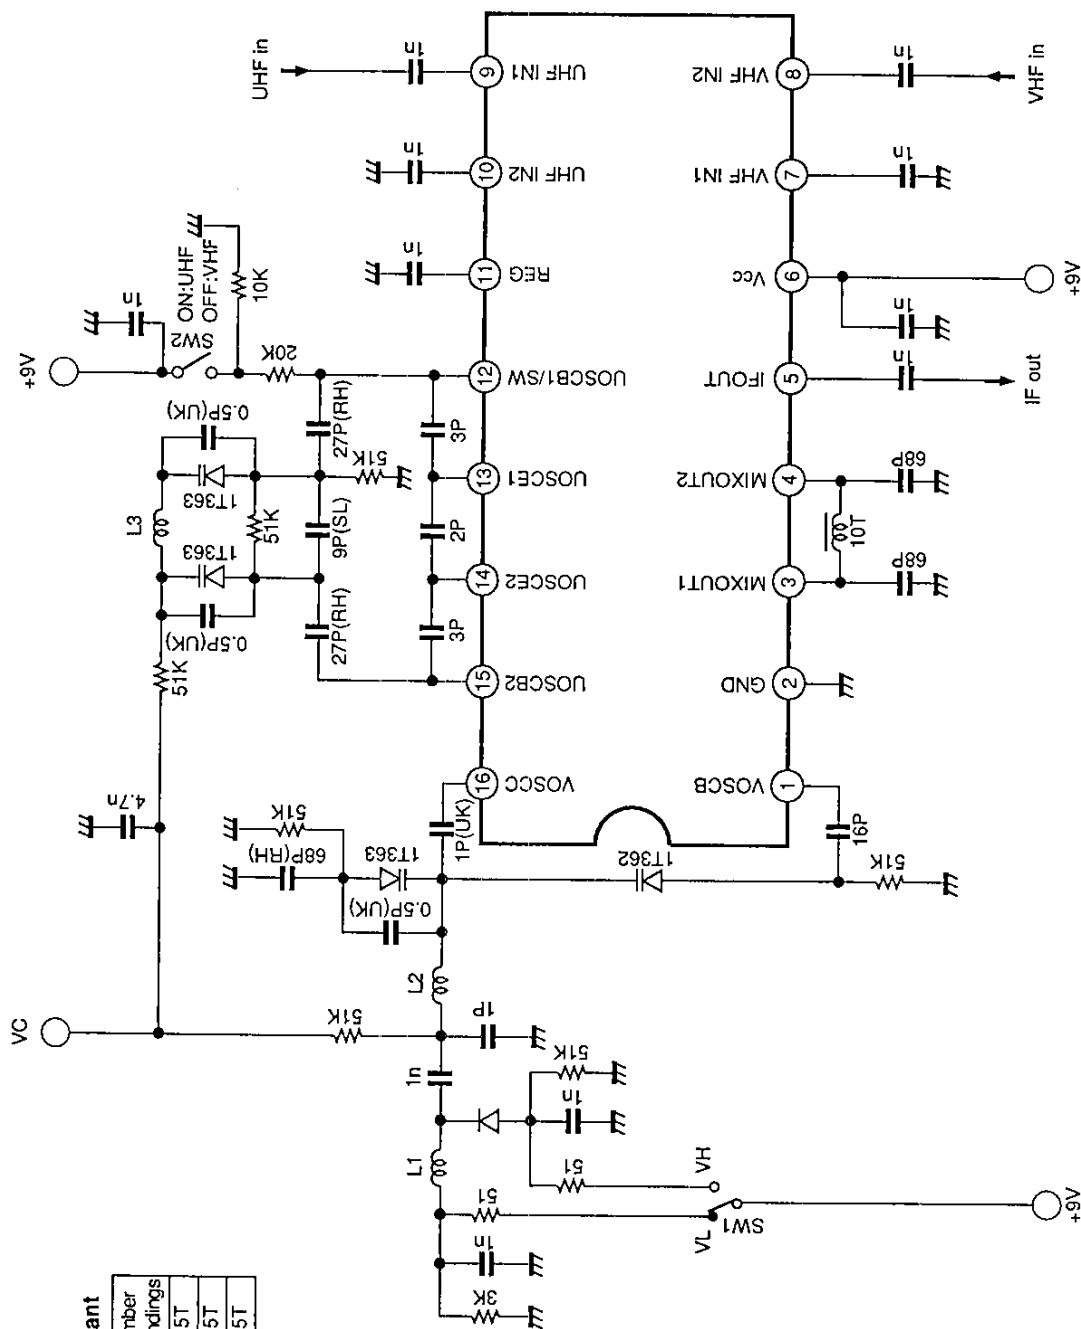 UHF in
1n
9
UHF IN1
VHF IN2
8
1n
VHF in
1n
10
UHF IN2
VHF IN1
7
1n
1n
11
REG
Vcc
6
1n
+9V
+9V
1n
SW2
ON:UHF
OFF:VHF
10K
20K
12
UOSCB1/SW
IFOUT
5
1n
IF out
0.5P(UK)
1T363
27P(RH)
51K
3P
13
UOSCE1
MIXOUT2
4
68P
L3
51K
9P(SL)
2P
10T
1T363
0.5P(UK)
27P(RH)
14
UOSCE2
MIXOUT1
3
68P
3P
51K
15
UOSCB2
GND
2
4.7n
16
VOSCC
VOSCB
1
1P(UK)
16P
51K
68P(RH)
1T363
0.5P(UK)
1T362
51K
VC
L2
51K
1P
1n
51K
1n
51
VH
L1
51
VL
SW1
+9V
1n
3K
ant
mber
ndings
5T
5T
5T